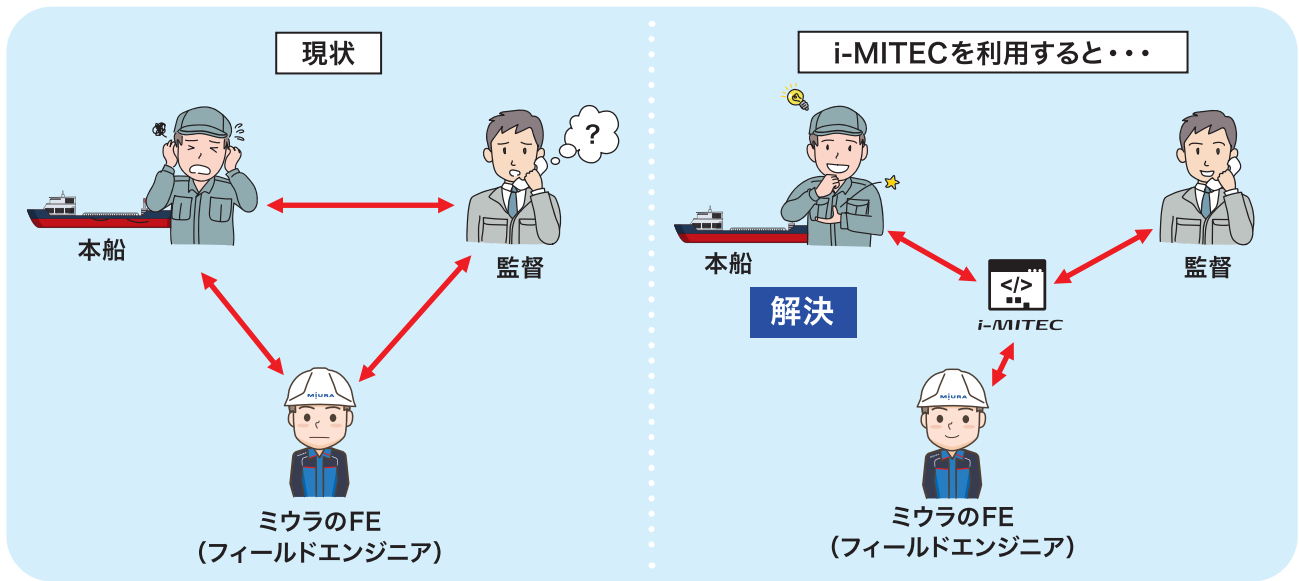 現状
?
本船
監督
MIURA
ミウラのFE
（フィールドエンジニア）
i-MITECを利用すると・・・
本船
監督
解決
</>
i-MITEC
MIURA
ミウラのFE
（フィールドエンジニア）